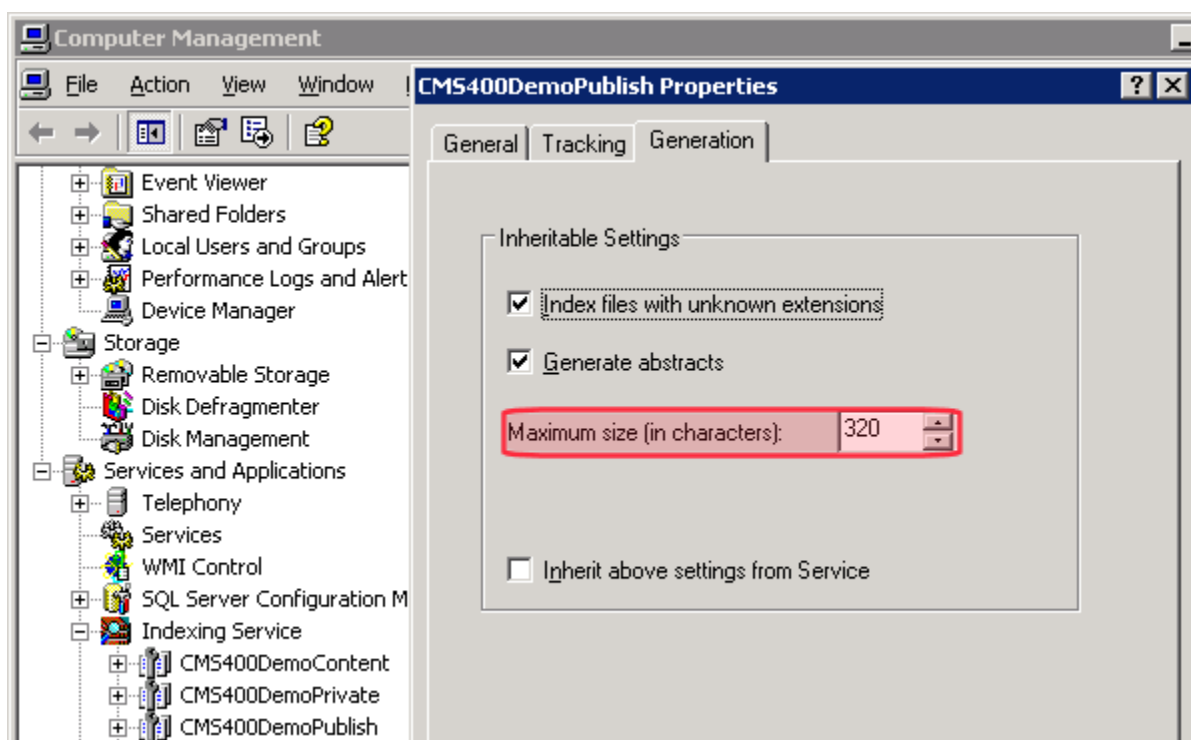 Computer Management
File Action View Window
CMS400DemoPublish Properties
General Tracking Generation
Event Viewer
Shared Folders
Local Users and Groups
Performance Logs and Alert
Device Manager
Storage
Removable Storage
Disk Defragmenter
Disk Management
Services and Applications
Telephony
Services
WMI Control
SQL Server Configuration M
Indexing Service
CMS400DemoContent
CMS400DemoPrivate
CMS400DemoPublish
Inheritable Settings
Index files with unknown extensions
Generate abstracts
Maximum size (in characters): 320
Inherit above settings from Service